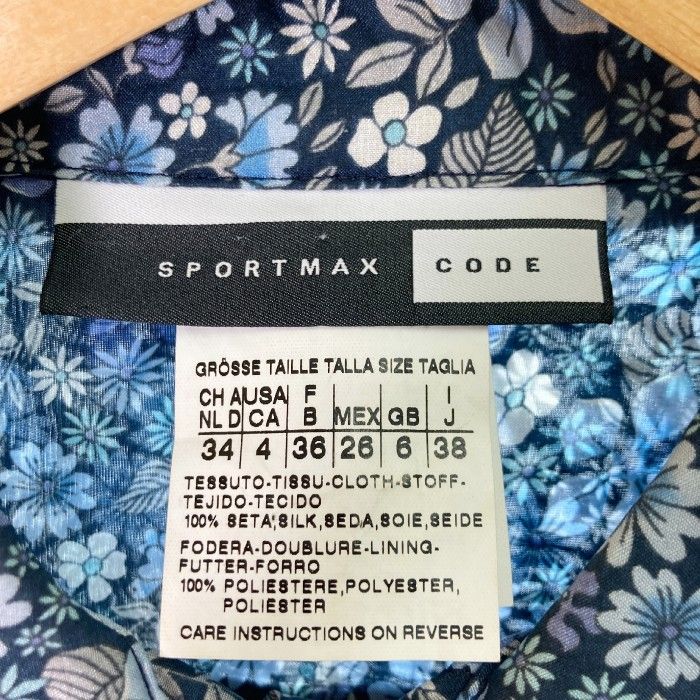 SPORTMAX CODE
GRÖSSE TAILLE TALLA SIZE TAGLIA
CH AUSA F I
NL D CA B MEX GB J
34 4 36 26 6 38
TESSUTO-TISSU-CLOTH-STOFF-
TEJIDO-TECIDO
100% SETA,SILK,SEDA,SOIE,SEIDE
FODERA-DOUBLURE-LINING-
FUTTER-FORRO
100% POLIESTERE,POLYESTER,
POLIESTER
CARE INSTRUCTIONS ON REVERSE